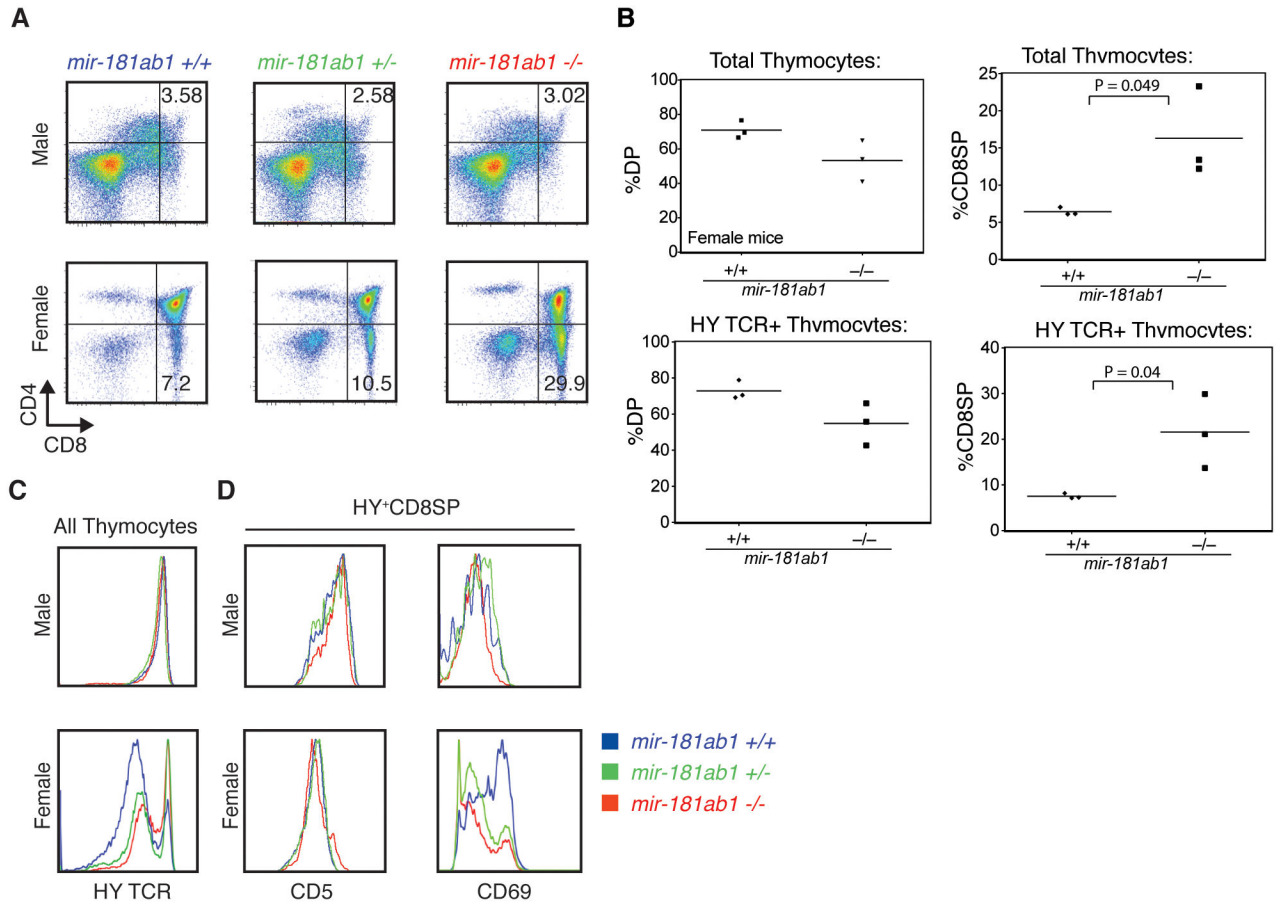 A
mir-181ab1 +/+
mir-181ab1 +/-
mir-181ab1 -/-
Male
3.58
2.58
3.02
Female
7.2
10.5
29.9
CD4
CD8
B
Total Thymocytes:
%DP
100
80
60
40
20
0
Female mice
+/+
–/–
mir-181ab1
Total Thvmocvtes:
%CD8SP
25
20
15
10
5
0
P = 0.049
+/+
–/–
mir-181ab1
HY TCR+ Thvmocvtes:
%DP
100
80
60
40
20
0
+/+
–/–
mir-181ab1
HY TCR+ Thvmocvtes:
%CD8SP
40
30
20
10
0
P = 0.04
+/+
–/–
mir-181ab1
C
All Thymocytes
Male
Female
HY TCR
D
HY+CD8SP
Male
Female
CD5
CD69
mir-181ab1 +/+
mir-181ab1 +/-
mir-181ab1 -/-